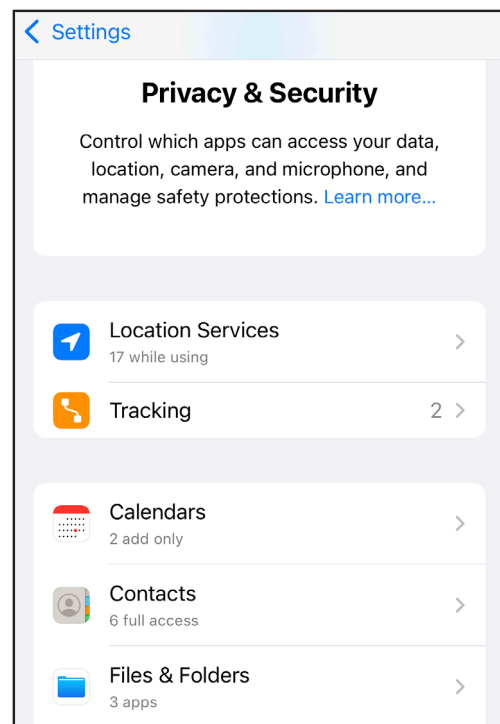 Settings
Privacy & Security
Control which apps can access your data,
location, camera, and microphone, and
manage safety protections. Learn more...
Location Services
17 while using
Tracking 2
Calendars
2 add only
Contacts
6 full access
Files & Folders
3 apps